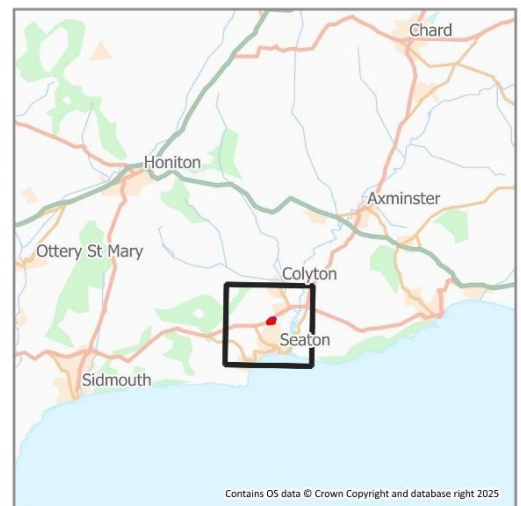 Chard
Honiton
Axminster
Ottery St Mary
Colyton
Seaton
Sidmouth
Contains OS data © Crown Copyright and database right 2025